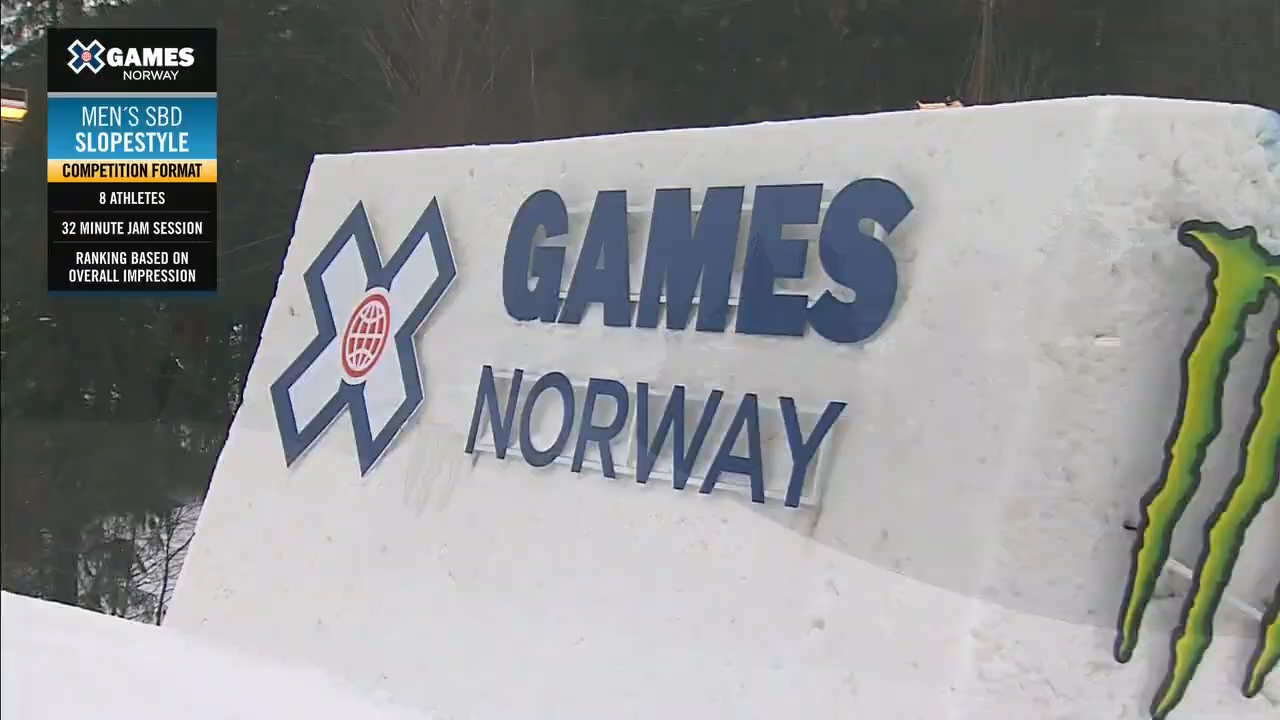 X GAMES
NORWAY
MEN´S SBD
SLOPESTYLE
COMPETITION FORMAT
8 ATHLETES
32 MINUTE JAM SESSION
RANKING BASED ON
OVERALL IMPRESSION
X GAMES
NORWAY